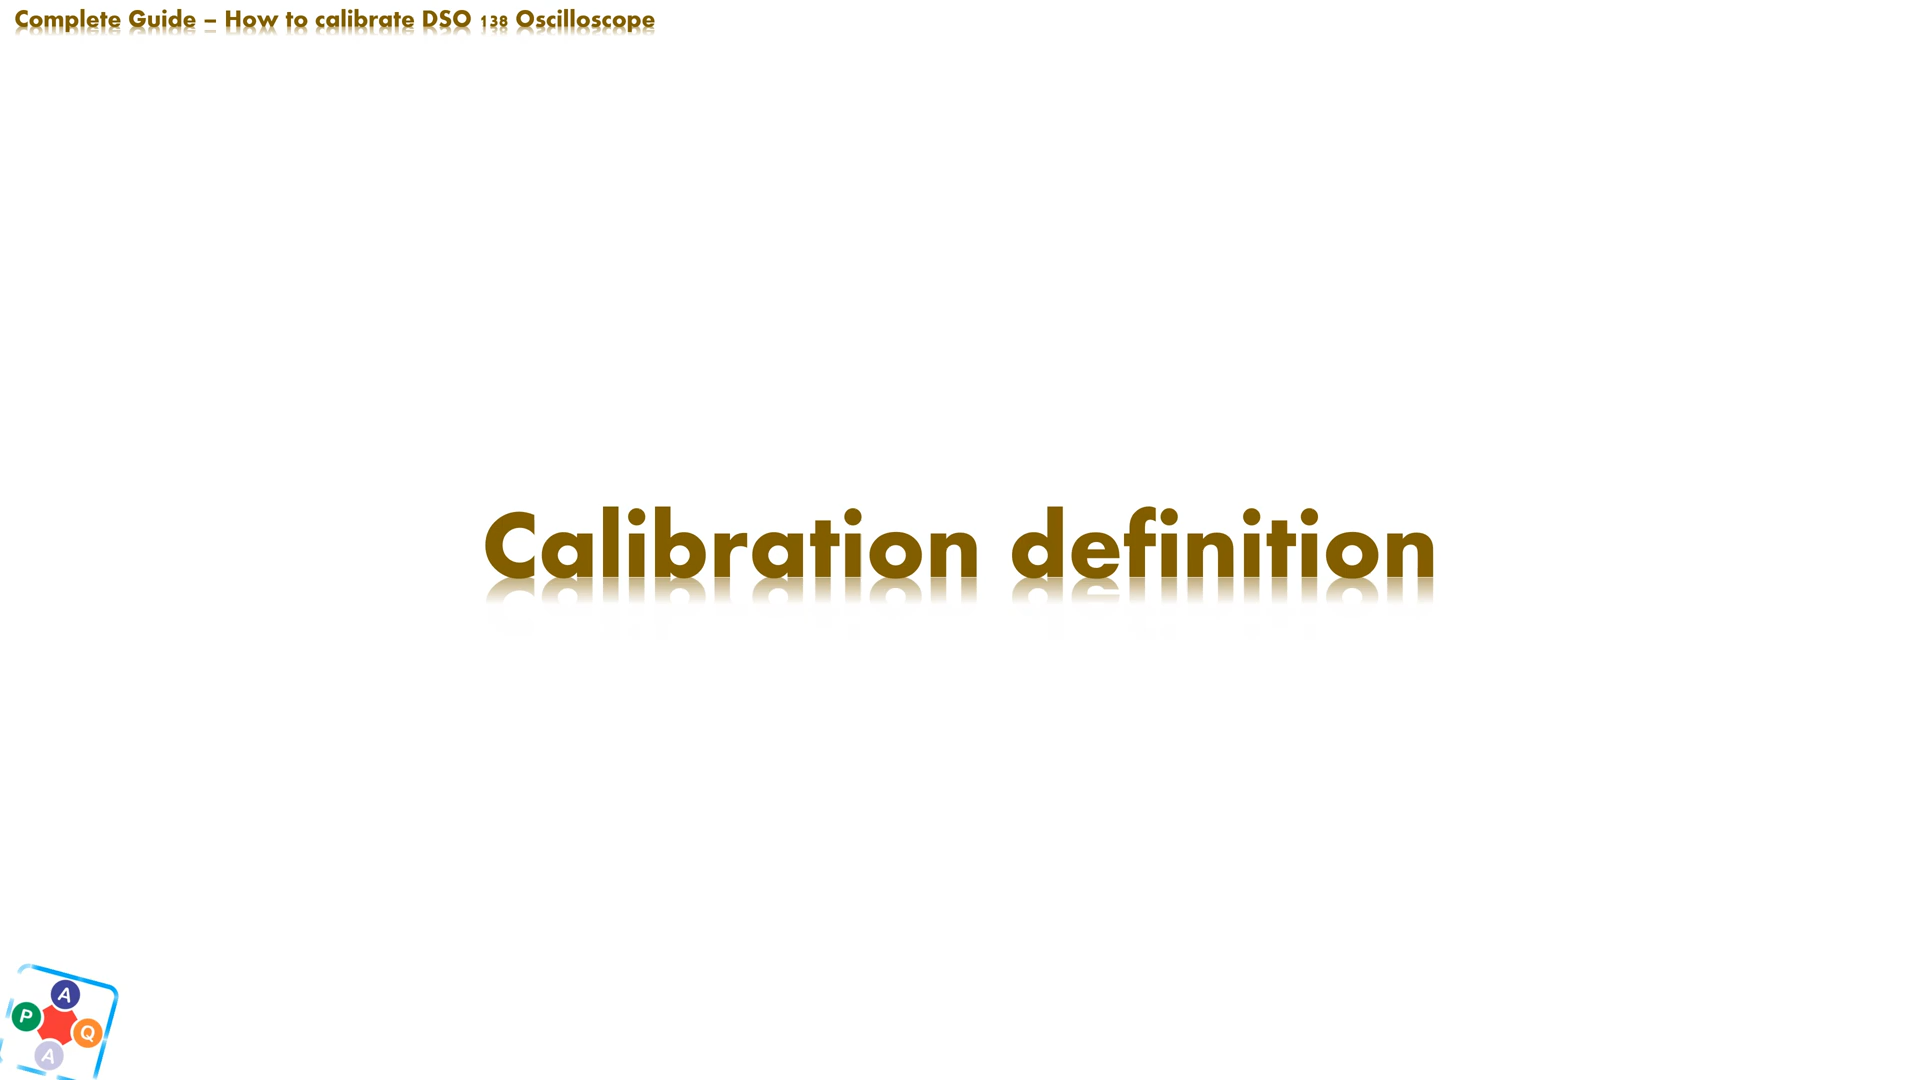 Complete Guide – How to calibrate DSO 138 Oscilloscope
Calibration definition
A
P
Q
A